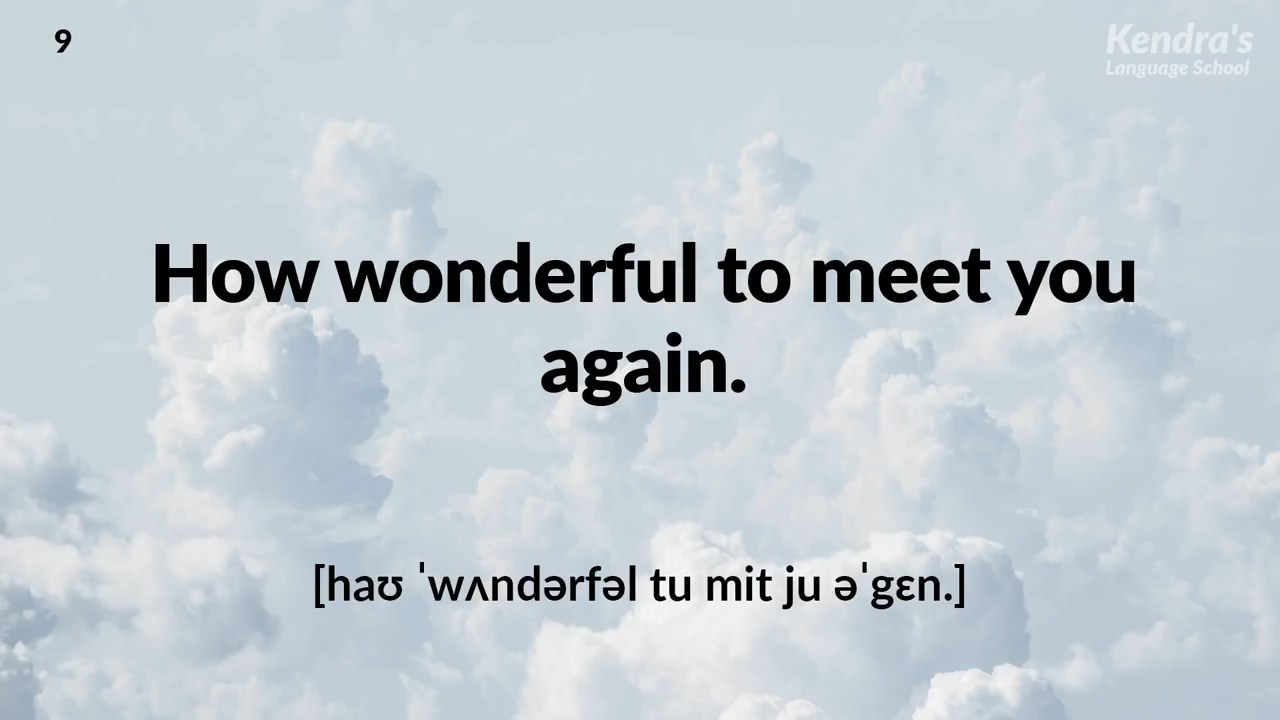 9
Kendra's
Language School
How wonderful to meet you
again.
[haʊ ˈwʌndərfəl tu mit ju əˈgɛn.]